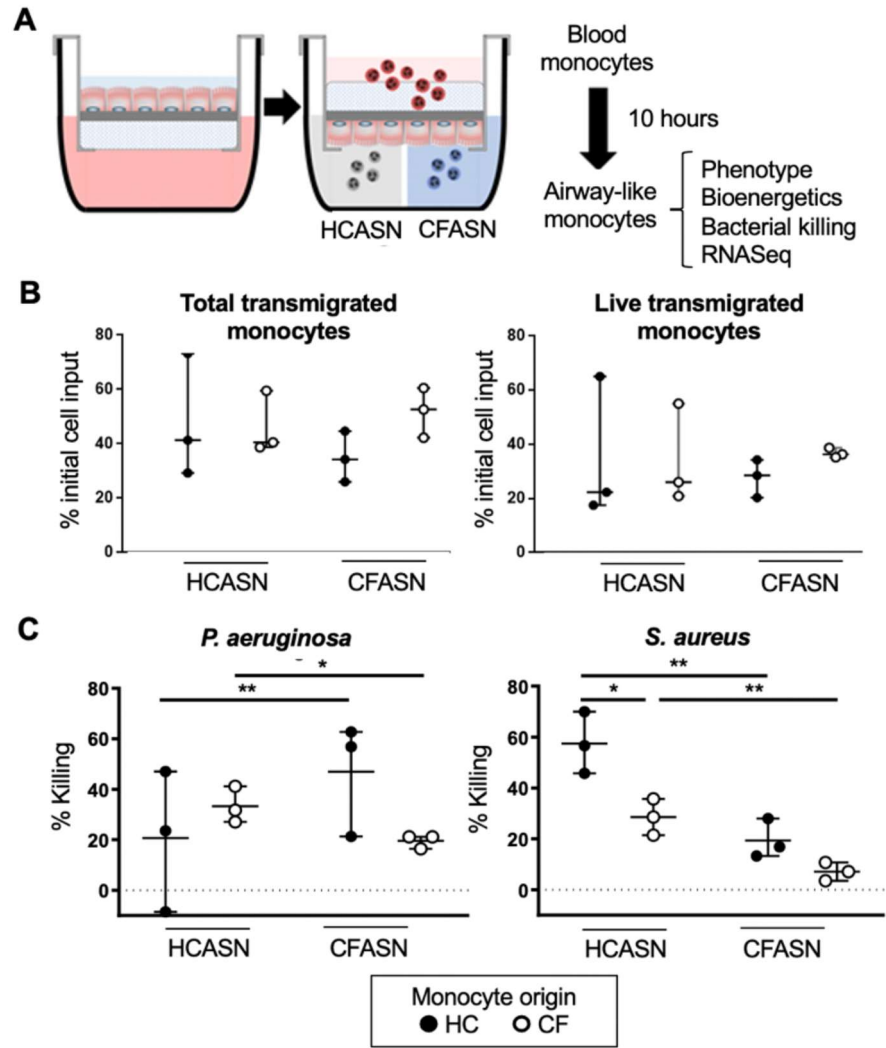 A
HCASN CFASN
Blood
monocytes
10 hours
Airway-like
monocytes
Phenotype
Bioenergetics
Bacterial killing
RNASeq
B
Total transmigrated
monocytes
% initial cell input
80
60
40
20
0
HCASN CFASN
Live transmigrated
monocytes
% initial cell input
80
60
40
20
0
HCASN CFASN
C
P. aeruginosa
*
**
% Killing
80
60
40
20
0
HCASN CFASN
S. aureus
**
* **
% Killing
80
60
40
20
0
HCASN CFASN
Monocyte origin
HC CF